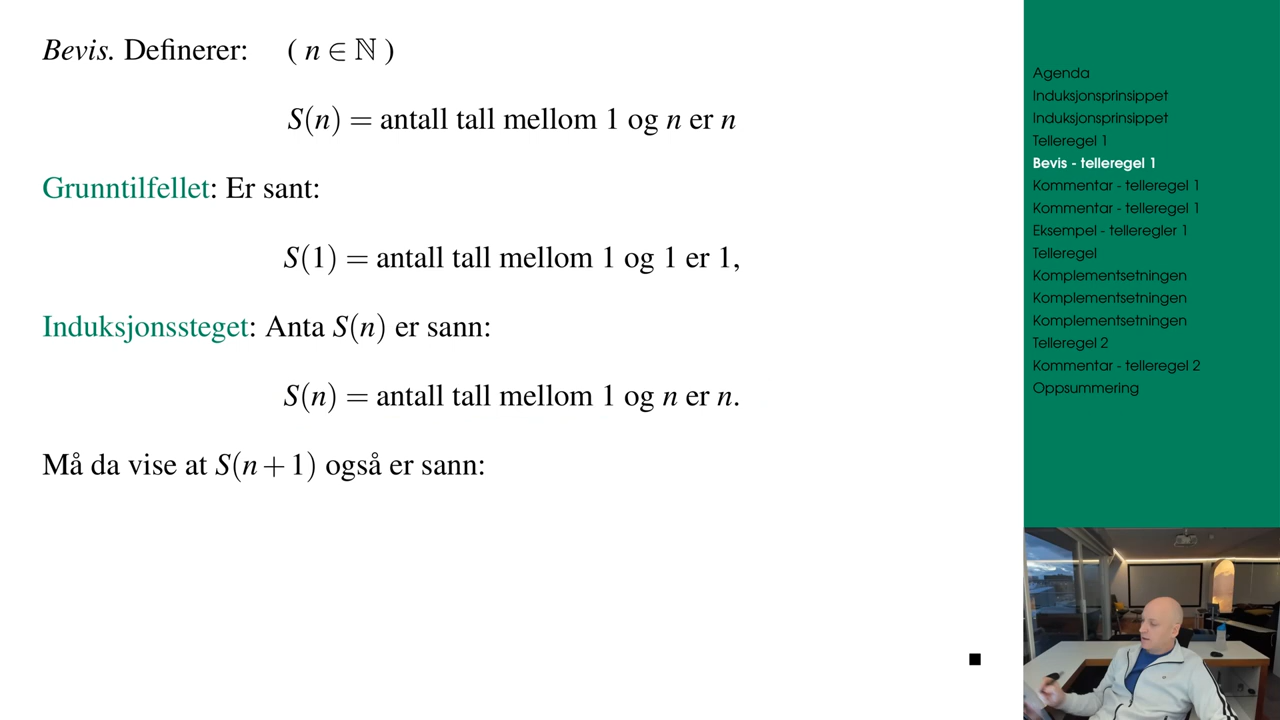 Bevis. Definerer: ( n ∈ ℕ )
S(n) = antall tall mellom 1 og n er n
Grunntilfellet: Er sant:
S(1) = antall tall mellom 1 og 1 er 1,
Induksjonssteget: Anta S(n) er sann:
S(n) = antall tall mellom 1 og n er n.
Må da vise at S(n+1) også er sann:
Agenda
Induksjonsprinsippet
Induksjonsprinsippet
Telleregel 1
Bevis - telleregel 1
Kommentar - telleregel 1
Kommentar - telleregel 1
Eksempel - telleregler 1
Telleregel
Komplementsetningen
Komplementsetningen
Komplementsetningen
Telleregel 2
Kommentar - telleregel 2
Oppsummering